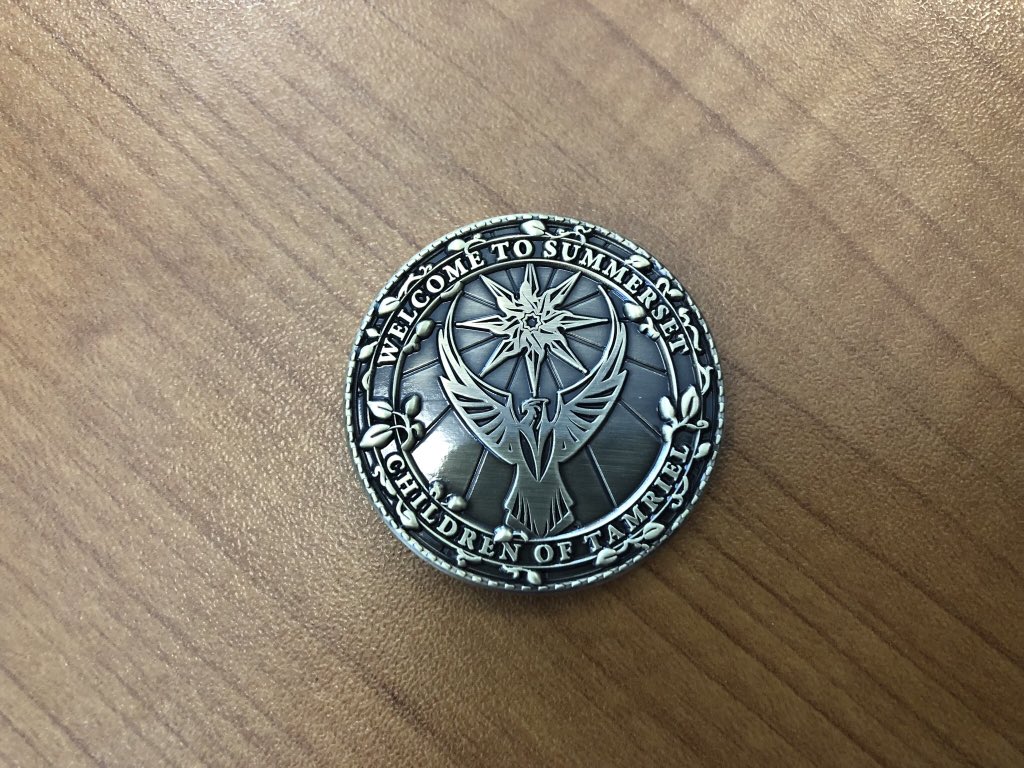 WELCOME TO SUMMERSET
CHILDREN OF TAMRIEL